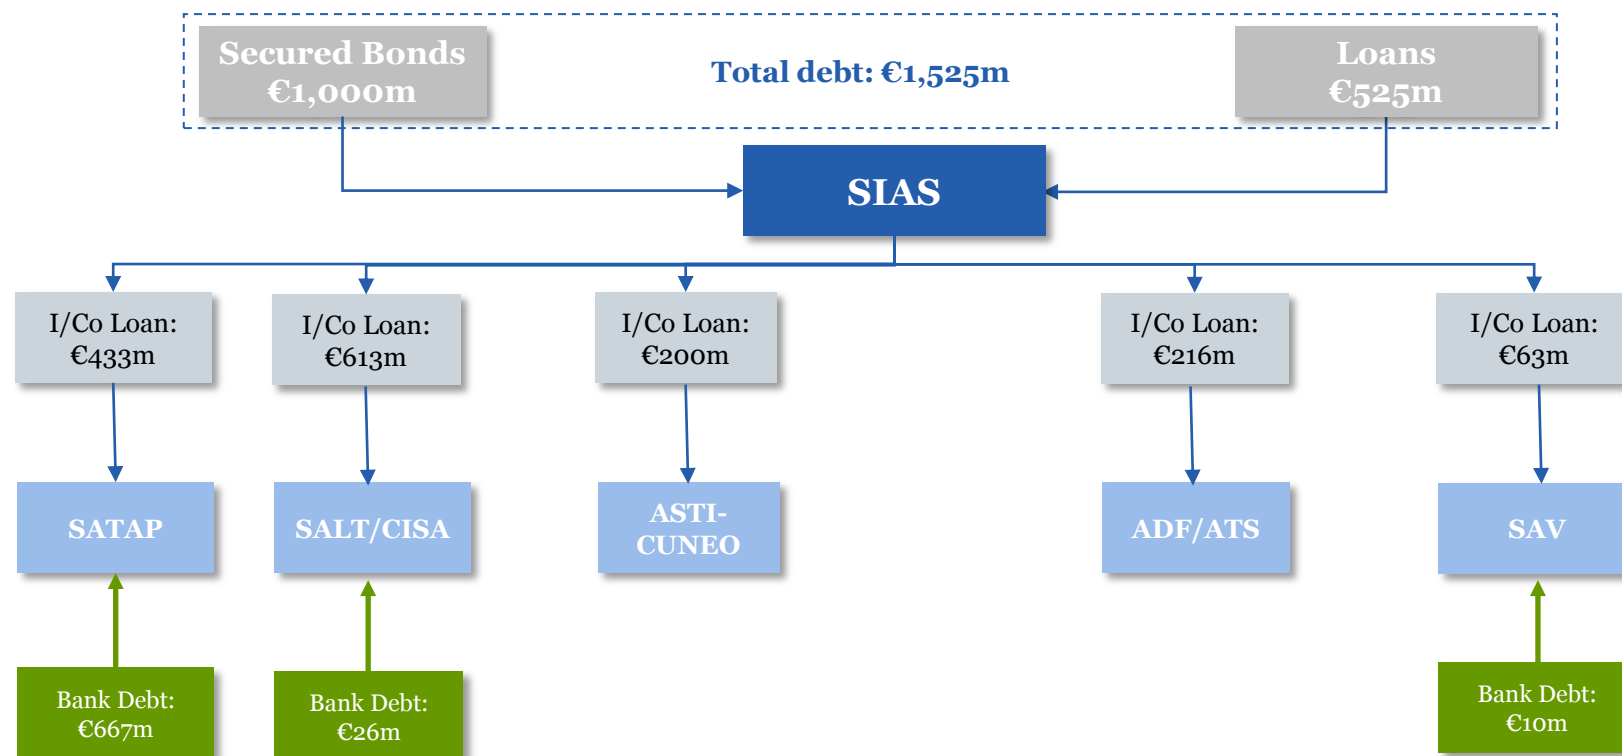 Secured Bonds
€1,000m
Total debt: €1,525m
Loans
€525m
SIAS
I/Co Loan:
€433m
I/Co Loan:
€613m
I/Co Loan:
€200m
I/Co Loan:
€216m
I/Co Loan:
€63m
SATAP
SALT/CISA
ASTI-
CUNEO
ADF/ATS
SAV
Bank Debt:
€667m
Bank Debt:
€26m
Bank Debt:
€10m